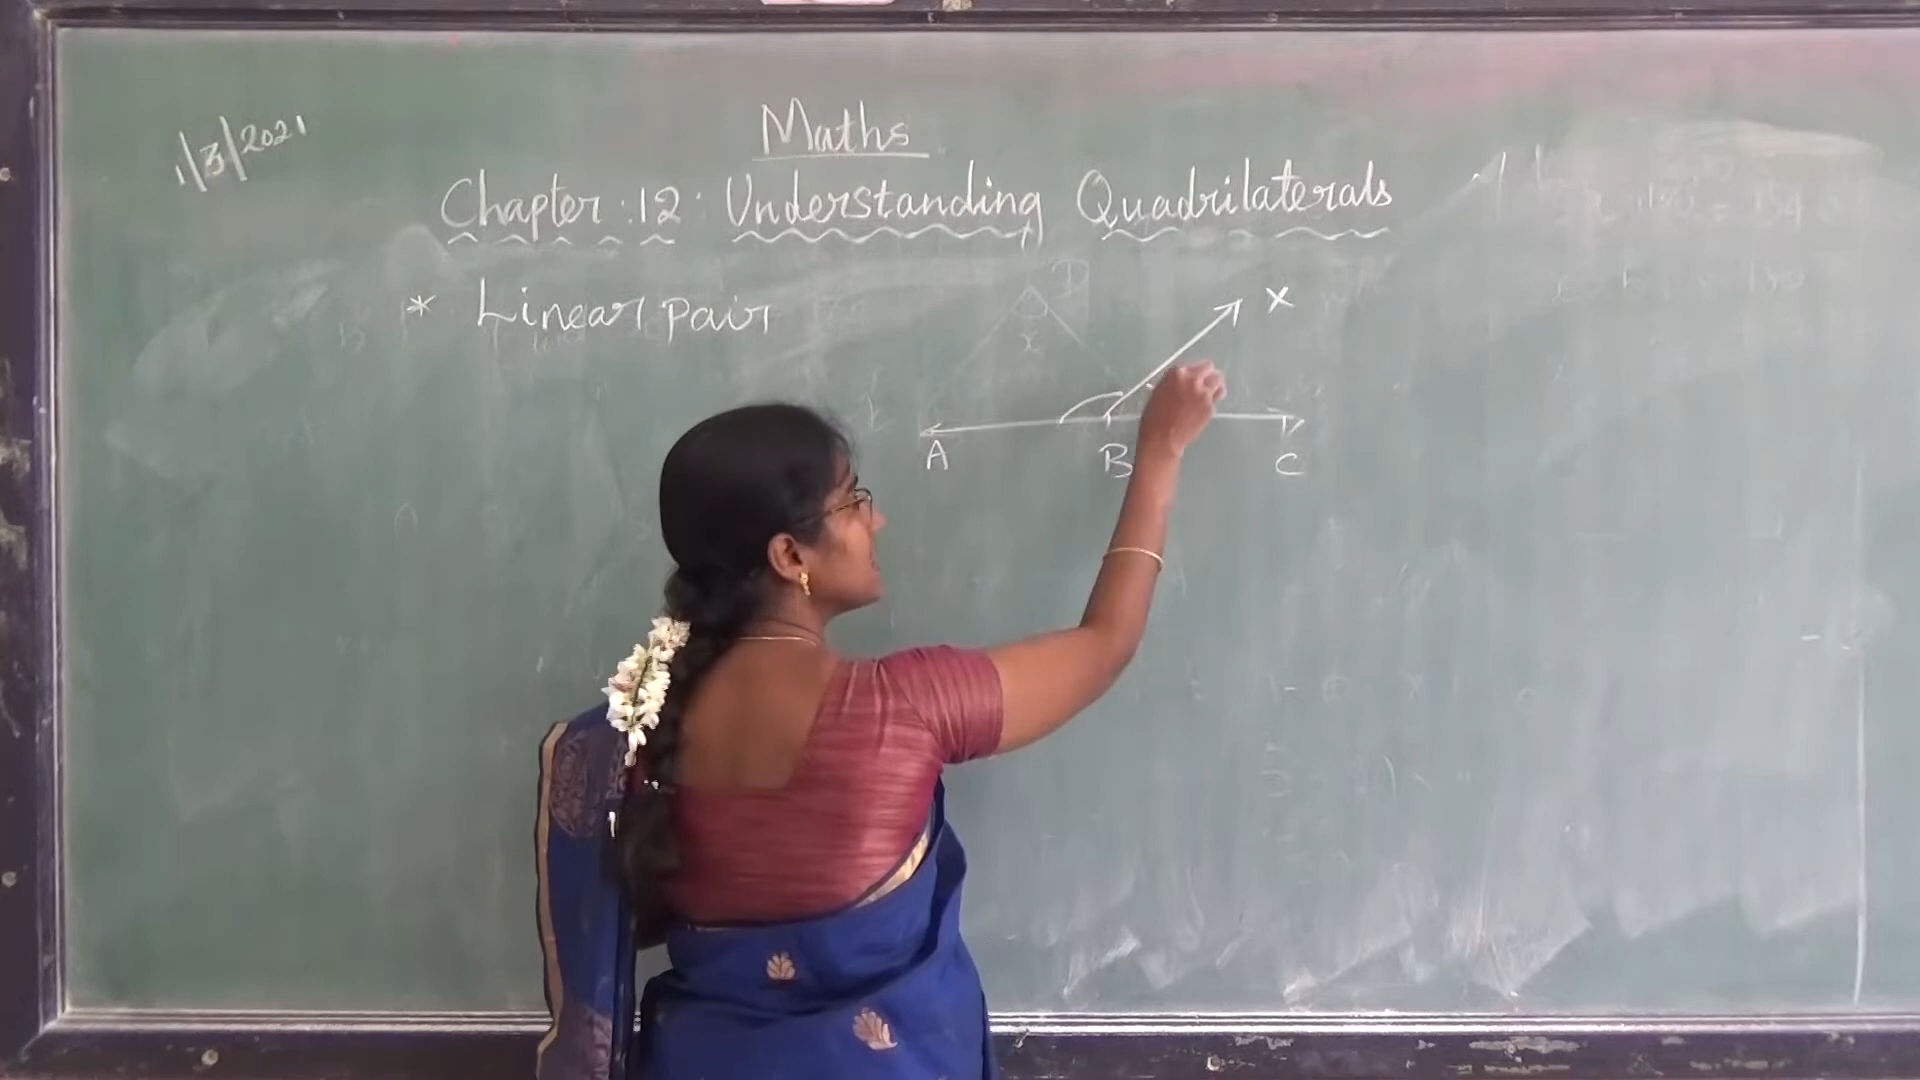 1/3/2021
Maths
Chapter:12: Understanding Quadrilaterals
* Linear pair
X
A B C